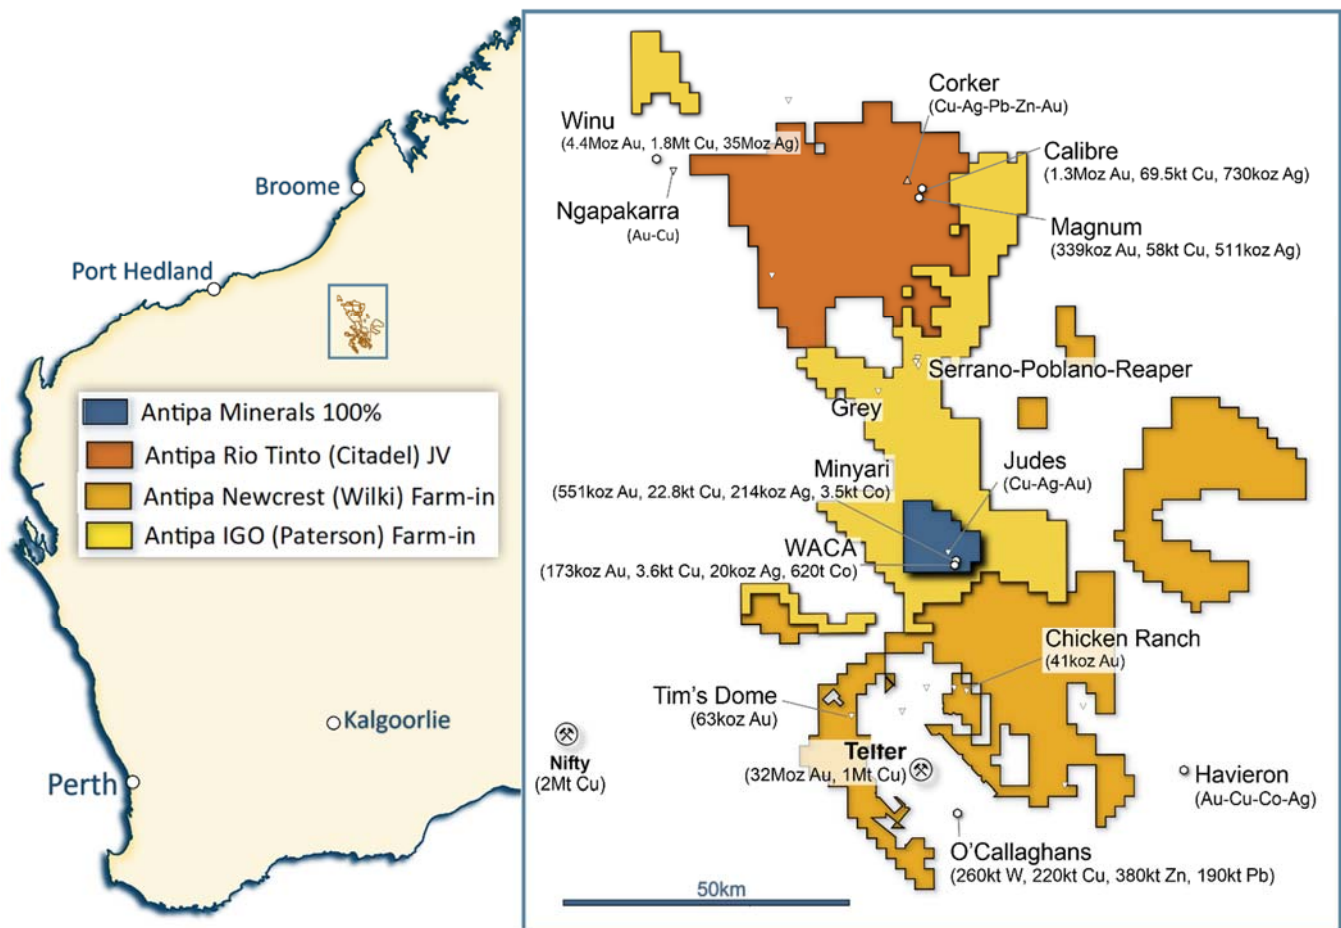 Broome
Port Hedland
Antipa Minerals 100%
Antipa Rio Tinto (Citadel) JV
Antipa Newcrest (Wilki) Farm-in
Antipa IGO (Paterson) Farm-in
Kalgoorlie
Perth
Corker
(Cu-Ag-Pb-Zn-Au)
Winu
(4.4Moz Au, 1.8Mt Cu, 35Moz Ag)
Calibre
(1.3Moz Au, 69.5kt Cu, 730koz Ag)
Ngapakarra
(Au-Cu)
Magnum
(339koz Au, 58kt Cu, 511koz Ag)
Serrano-Poblano-Reaper
Grey
Minyari
(551koz Au, 22.8kt Cu, 214koz Ag, 3.5kt Co)
Judes
(Cu-Ag-Au)
WACA
(173koz Au, 3.6kt Cu, 20koz Ag, 620t Co)
Chicken Ranch
(41koz Au)
Tim's Dome
(63koz Au)
Nifty
(2Mt Cu)
Telfer
(32Moz Au, 1Mt Cu)
Havieron
(Au-Cu-Co-Ag)
O'Callaghans
(260kt W, 220kt Cu, 380kt Zn, 190kt Pb)
50km